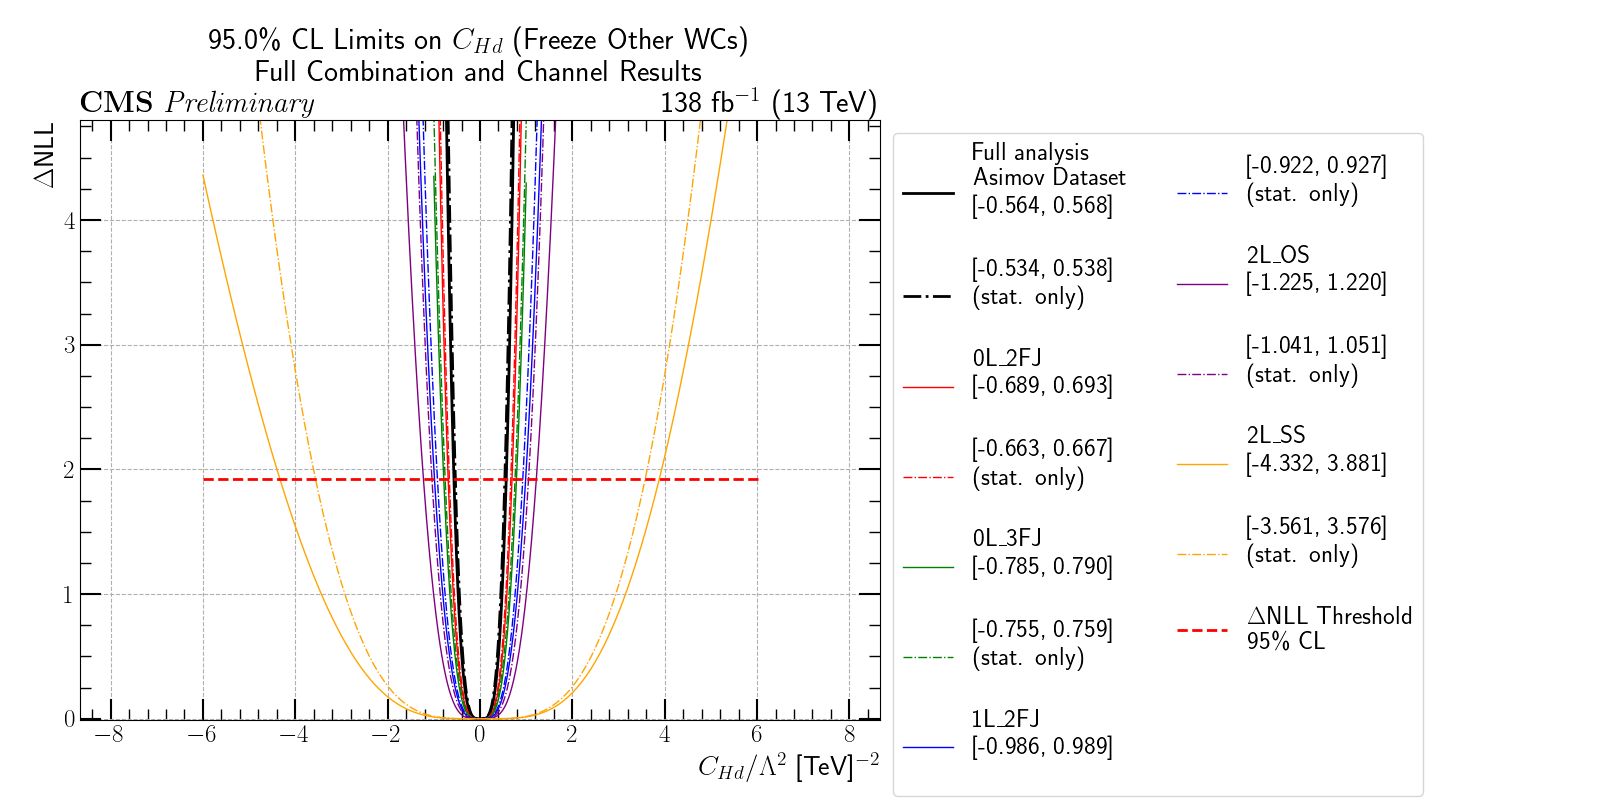 95.0% CL Limits on C_{Hd} (Freeze Other WCs)
Full Combination and Channel Results
CMS Preliminary
138 fb^{-1} (13 TeV)
ΔNLL
4
3
2
1
0
−8
−6
−4
−2
0
2
4
6
8
C_{Hd}/Λ^2 [TeV]^{-2}
Full analysis
Asimov Dataset
[-0.564, 0.568]
[-0.534, 0.538]
(stat. only)
0L_2FJ
[-0.689, 0.693]
[-0.663, 0.667]
(stat. only)
0L_3FJ
[-0.785, 0.790]
[-0.755, 0.759]
(stat. only)
1L_2FJ
[-0.986, 0.989]
[-0.922, 0.927]
(stat. only)
2L_OS
[-1.225, 1.220]
[-1.041, 1.051]
(stat. only)
2L_SS
[-4.332, 3.881]
[-3.561, 3.576]
(stat. only)
ΔNLL Threshold
95% CL